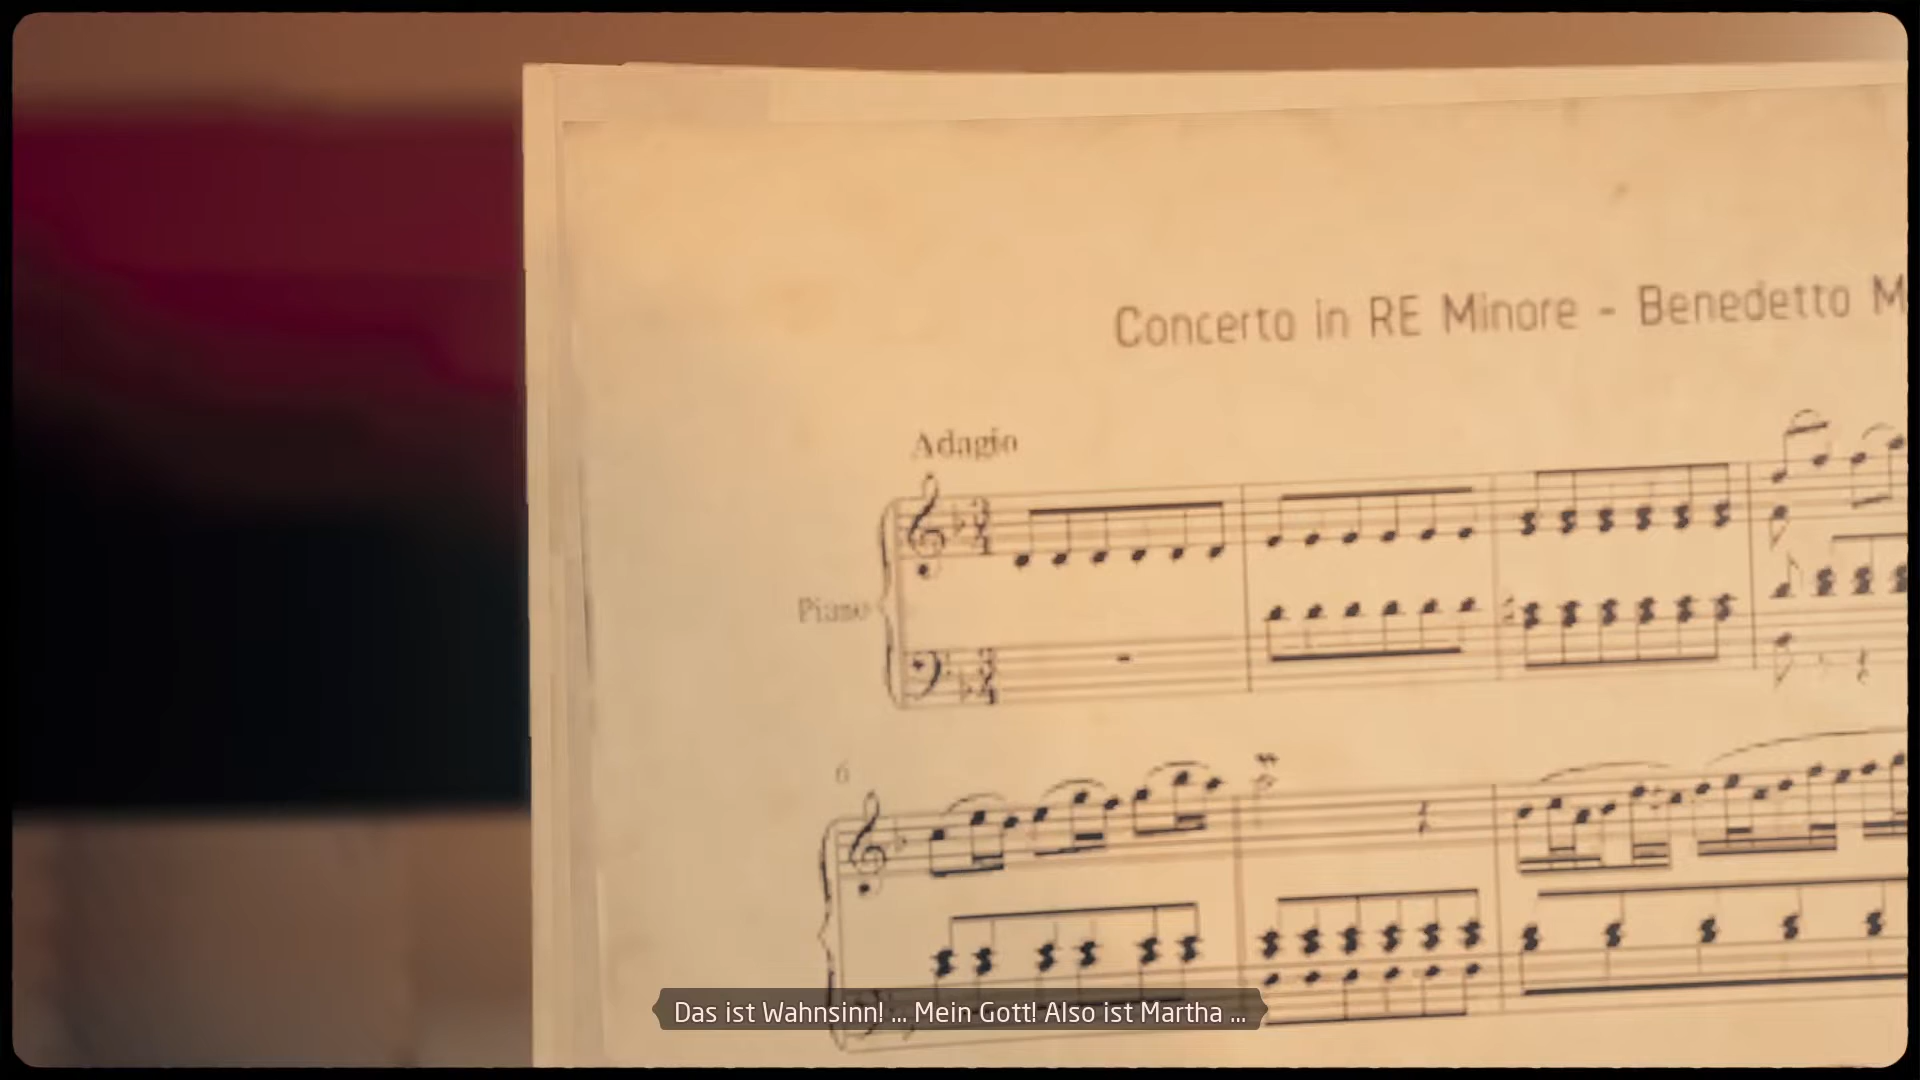 Concerto in RE Minore - Benedetto M
Adagio
Piano
6
Das ist Wahnsinn! ... Mein Gott! Also ist Martha ...